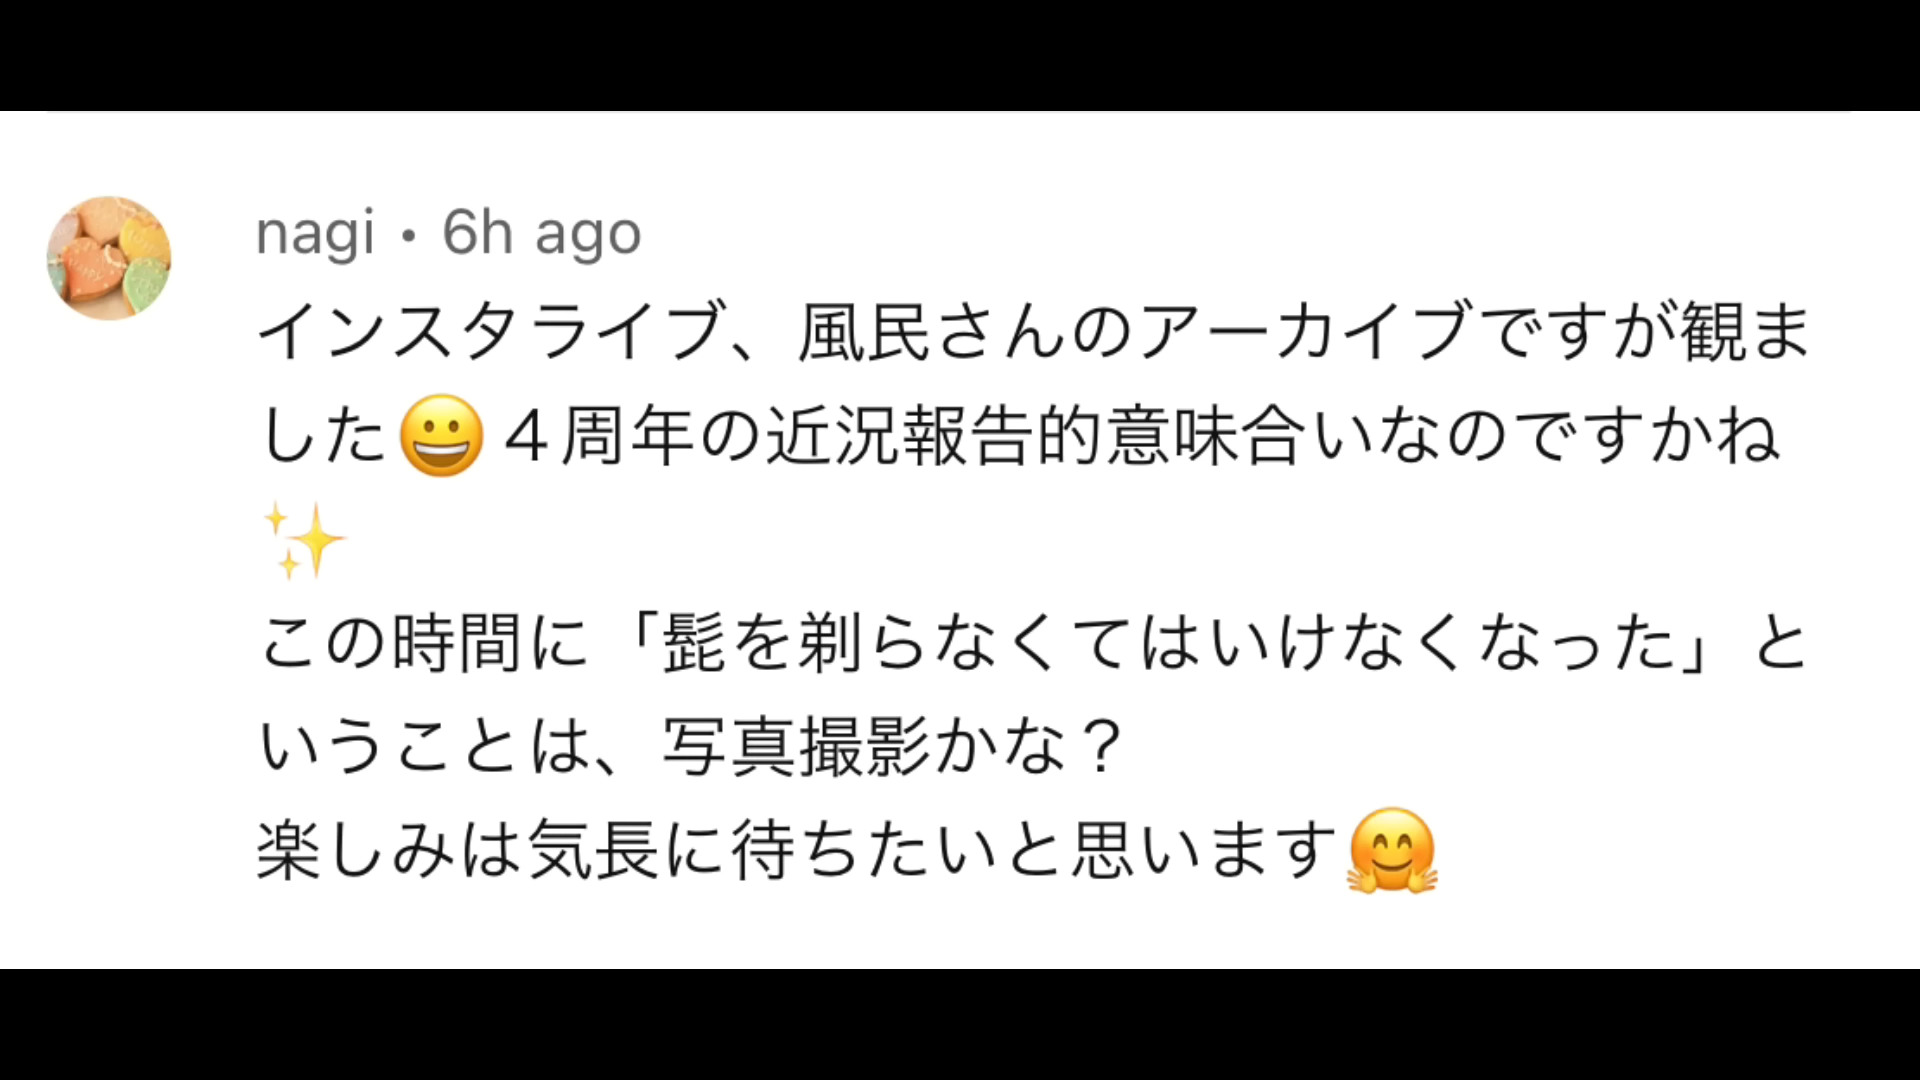 nagi • 6h ago
インスタライブ、風民さんのアーカイブですが観ま
した😀４周年の近況報告的意味合いなのですかね
✨
この時間に「髭を剃らなくてはいけなくなった」と
いうことは、写真撮影かな？
楽しみは気長に待ちたいと思います🤗